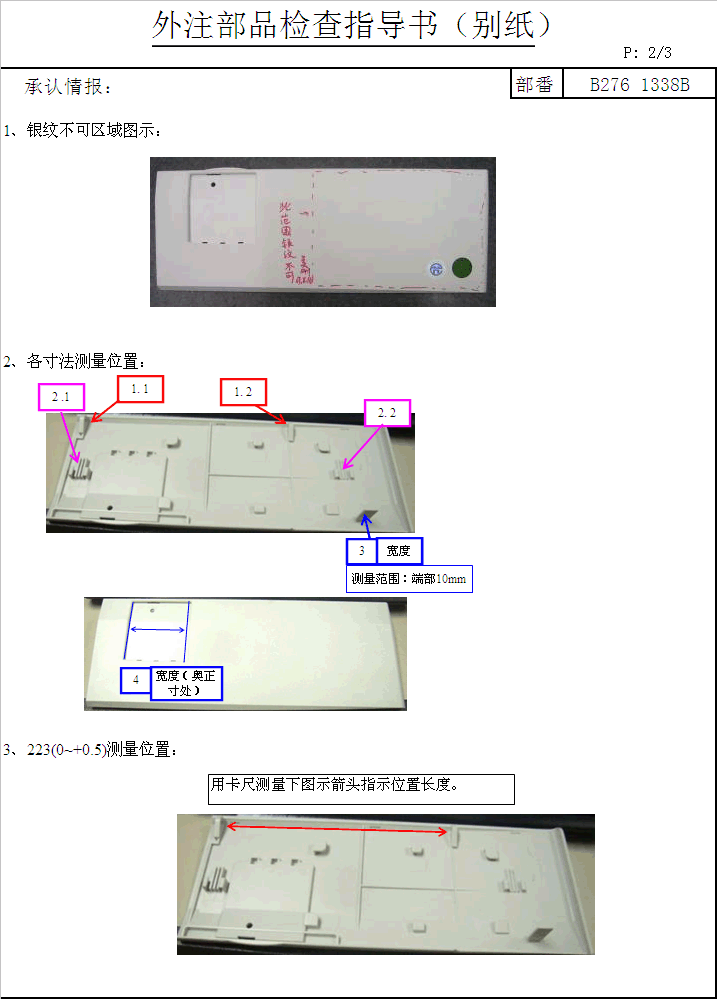 外注部品检查指导书（别纸）
P: 2/3
承认情报：
部番
B276 1338B
1、银纹不可区域图示：
此范围银纹不可
2、各寸法测量位置：
2.1
1.1
1.2
2.2
3
宽度
测量范围：端部10mm
4
宽度（奥正
寸处）
3、223(0~+0.5)测量位置：
用卡尺测量下图示箭头指示位置长度。